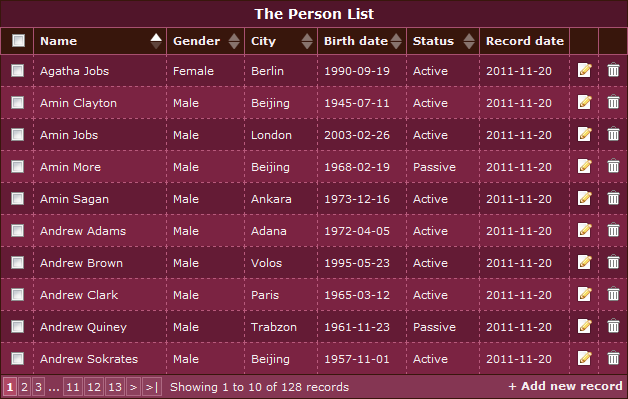 The Person List
Name Gender City Birth date Status Record date
Agatha Jobs Female Berlin 1990-09-19 Active 2011-11-20
Amin Clayton Male Beijing 1945-07-11 Active 2011-11-20
Amin Jobs Male London 2003-02-26 Active 2011-11-20
Amin More Male Beijing 1968-02-19 Passive 2011-11-20
Amin Sagan Male Ankara 1973-12-16 Active 2011-11-20
Andrew Adams Male Adana 1972-04-05 Active 2011-11-20
Andrew Brown Male Volos 1995-05-23 Active 2011-11-20
Andrew Clark Male Paris 1965-03-12 Active 2011-11-20
Andrew Quiney Male Trabzon 1961-11-23 Passive 2011-11-20
Andrew Sokrates Male Beijing 1957-11-01 Active 2011-11-20
1 2 3 ... 11 12 13 > >| Showing 1 to 10 of 128 records + Add new record